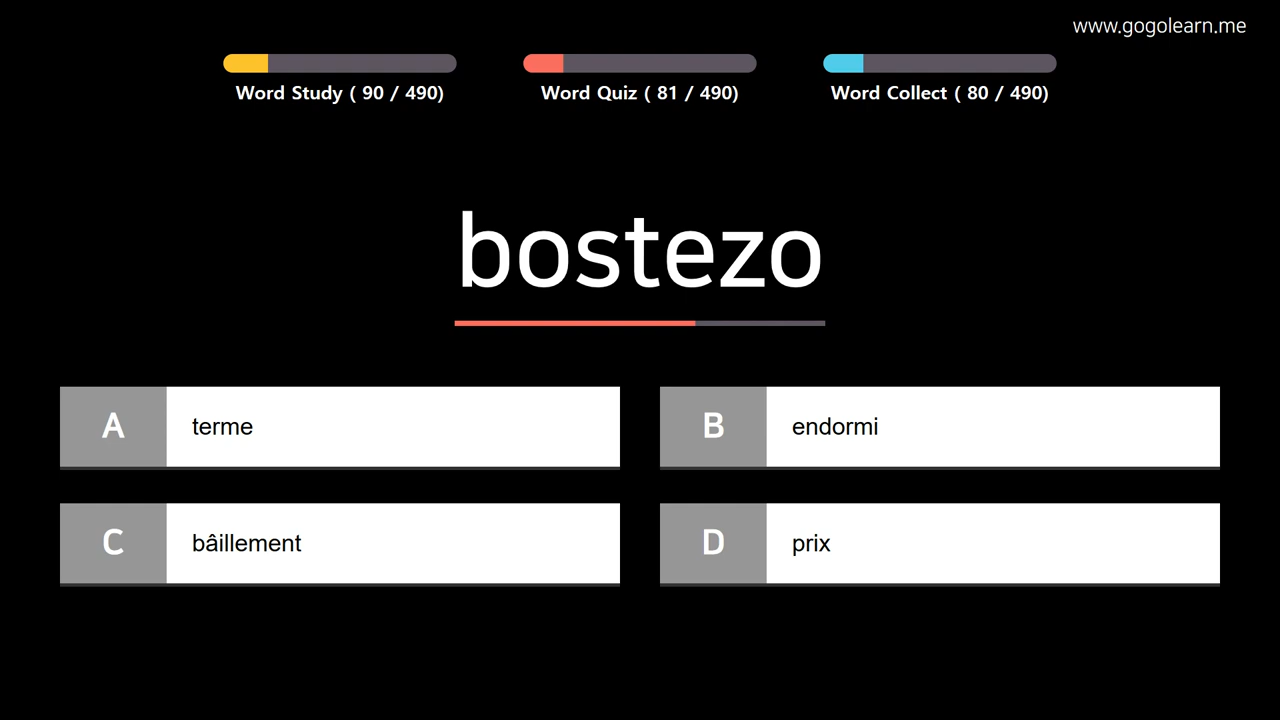 www.gogolearn.me
Word Study ( 90 / 490)
Word Quiz ( 81 / 490)
Word Collect ( 80 / 490)
bostezo
A terme
B endormi
C bâillement
D prix